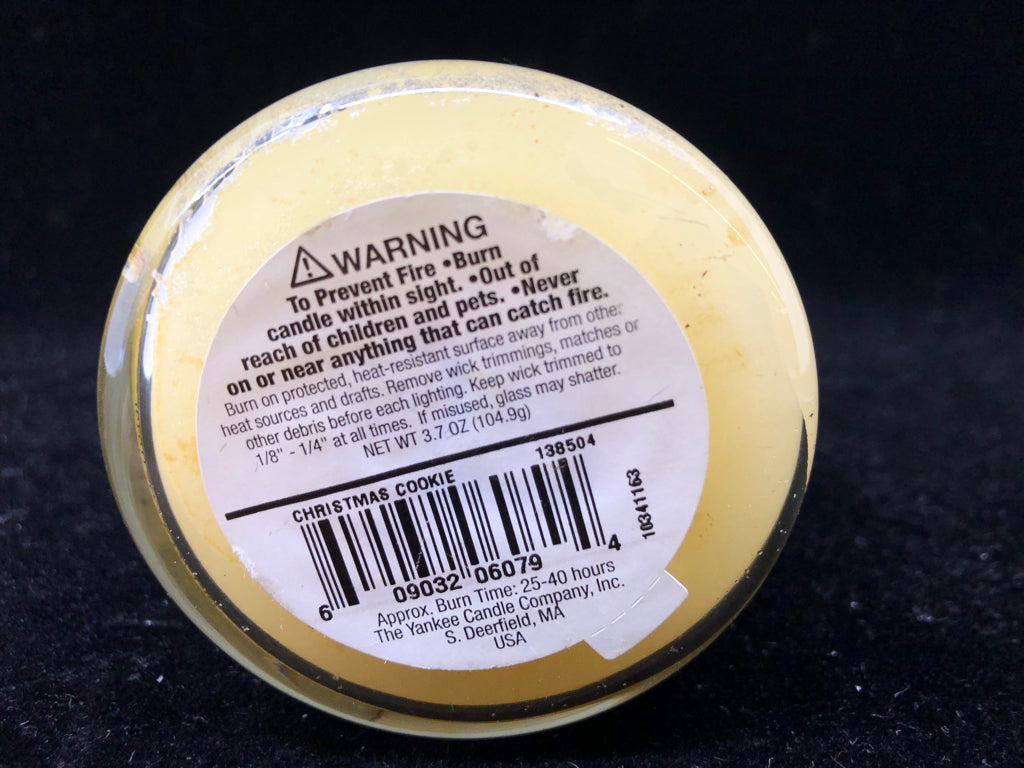 WARNING
To Prevent Fire •Burn
candle within sight. •Out of
reach of children and pets. •Never
on or near anything that can catch fire.
Burn on protected, heat-resistant surface away from other
heat sources and drafts. Remove wick trimmings, matches or
other debris before each lighting. Keep wick trimmed to
1/8" - 1/4" at all times. If misused, glass may shatter.
NET WT 3.7 OZ (104.9g)
CHRISTMAS COOKIE 138504
6 09032 06079 4
10341163
Approx. Burn Time: 25-40 hours
The Yankee Candle Company, Inc.
S. Deerfield, MA
USA